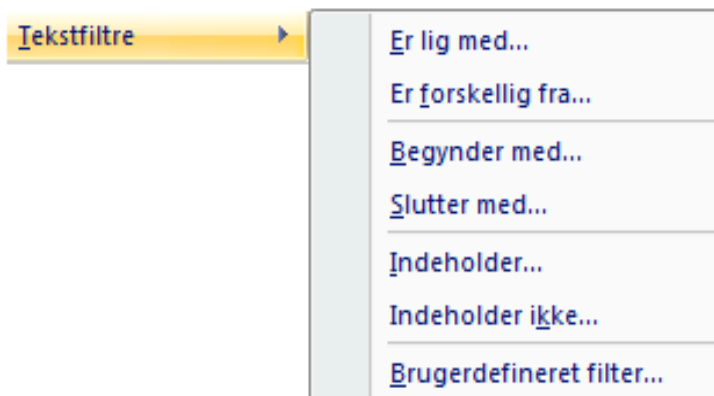 Tekstfiltre
Er lig med...
Er forskellig fra...
Begynder med...
Slutter med...
Indeholder...
Indeholder ikke...
Brugerdefineret filter...